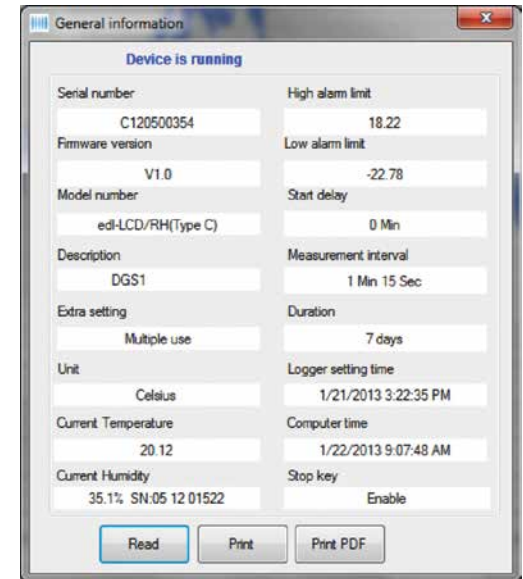 General information
Device is running
Serial number
C120500354
Firmware version
V1.0
Model number
edl-LCD/RH(Type C)
Description
DGS1
Extra setting
Multiple use
Unit
Celsius
Current Temperature
20.12
Current Humidity
35.1% SN:05 12 01522
High alarm limit
18.22
Low alarm limit
-22.78
Start delay
0 Min
Measurement interval
1 Min 15 Sec
Duration
7 days
Logger setting time
1/21/2013 3:22:35 PM
Computer time
1/22/2013 9:07:48 AM
Stop key
Enable
Read
Print
Print PDF